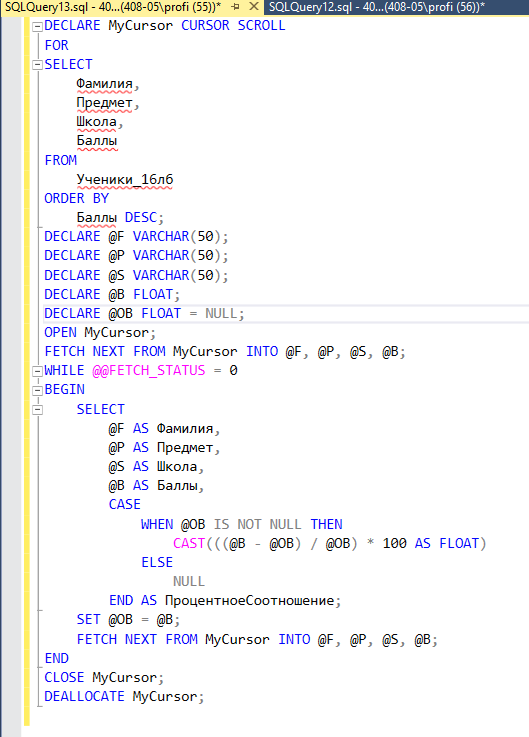 SQLQuery13.sql - 40...(408-05\profi (55))*
SQLQuery12.sql - 40...(408-05\profi (56))*
DECLARE MyCursor CURSOR SCROLL
FOR
SELECT
Фамилия,
Предмет,
Школа,
Баллы
FROM
Ученики_16лб
ORDER BY
Баллы DESC;
DECLARE @F VARCHAR(50);
DECLARE @P VARCHAR(50);
DECLARE @S VARCHAR(50);
DECLARE @B FLOAT;
DECLARE @OB FLOAT = NULL;
OPEN MyCursor;
FETCH NEXT FROM MyCursor INTO @F, @P, @S, @B;
WHILE @@FETCH_STATUS = 0
BEGIN
SELECT
@F AS Фамилия,
@P AS Предмет,
@S AS Школа,
@B AS Баллы,
CASE
WHEN @OB IS NOT NULL THEN
CAST(((@B - @OB) / @OB) * 100 AS FLOAT)
ELSE
NULL
END AS ПроцентноеСоотношение;
SET @OB = @B;
FETCH NEXT FROM MyCursor INTO @F, @P, @S, @B;
END
CLOSE MyCursor;
DEALLOCATE MyCursor;